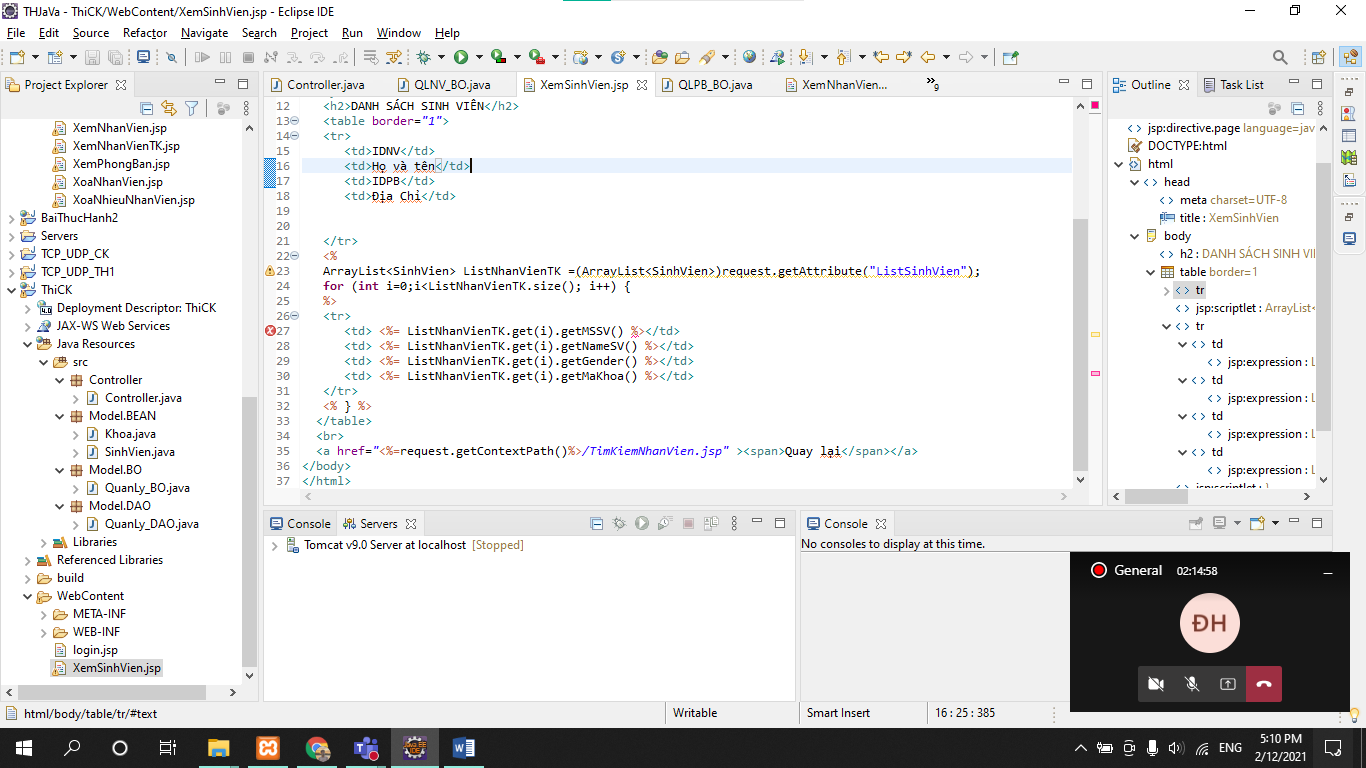 THJaVa - ThiCK/WebContent/XemSinhVien.jsp - Eclipse IDE
File Edit Source Refactor Navigate Search Project Run Window Help
Project Explorer
XemNhanVien.jsp
XemNhanVienTK.jsp
XemPhongBan.jsp
XoaNhanVien.jsp
XoaNhieuNhanVien.jsp
BaiThucHanh2
Servers
TCP_UDP_CK
TCP_UDP_TH1
ThiCK
Deployment Descriptor: ThiCK
JAX-WS Web Services
Java Resources
src
Controller
Controller.java
Model.BEAN
Khoa.java
SinhVien.java
Model.BO
QuanLy_BO.java
Model.DAO
QuanLy_DAO.java
Libraries
Referenced Libraries
build
WebContent
META-INF
WEB-INF
login.jsp
XemSinhVien.jsp
Controller.java QLNV_BO.java XemSinhVien.jsp QLPB_BO.java XemNhanVien... »9
12 <h2>DANH SÁCH SINH VIÊN</h2>
13 <table border="1">
14 <tr>
15 <td>IDNV</td>
16 <td>Họ và tên</td>
17 <td>IDPB</td>
18 <td>Địa Chỉ</td>
19
20
21 </tr>
22 <%
23 ArrayList<SinhVien> ListNhanVienTK =(ArrayList<SinhVien>)request.getAttribute("ListSinhVien");
24 for (int i=0;i<ListNhanVienTK.size(); i++) {
25 %>
26 <tr>
27 <td> <%= ListNhanVienTK.get(i).getMSSV() %></td>
28 <td> <%= ListNhanVienTK.get(i).getNameSV() %></td>
29 <td> <%= ListNhanVienTK.get(i).getGender() %></td>
30 <td> <%= ListNhanVienTK.get(i).getMaKhoa() %></td>
31 </tr>
32 <% } %>
33 </table>
34 <br>
35 <a href="<%=request.getContextPath()%>/TimKiemNhanVien.jsp" ><span>Quay lại</span></a>
36 </body>
37 </html>
Outline Task List
jsp:directive.page language=jav
DOCTYPE:html
html
head
meta charset=UTF-8
title : XemSinhVien
body
h2 : DANH SÁCH SINH VI
table border=1
tr
jsp:scriptlet : ArrayList<
tr
td
jsp:expression : L
td
jsp:expression : L
td
jsp:expression : L
td
jsp:expression : L
Console Servers
Tomcat v9.0 Server at localhost [Stopped]
Console
No consoles to display at this time.
General 02:14:58
ĐH
html/body/table/tr/#text
Writable
Smart Insert
16 : 25 : 385
ENG
5:10 PM
2/12/2021